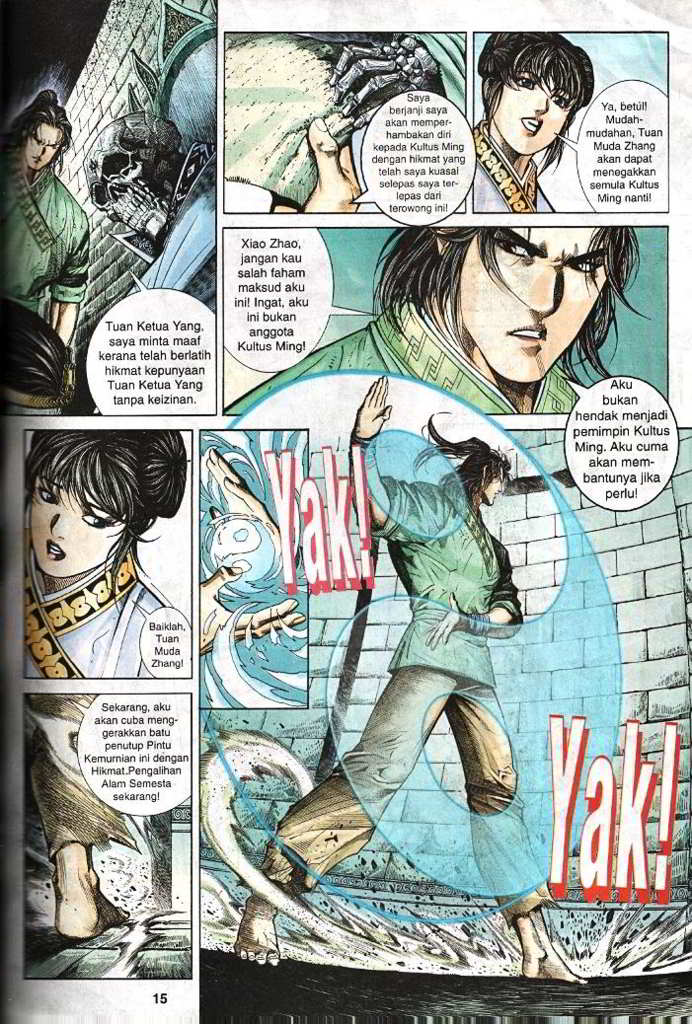 Tuan Ketua Yang,
saya minta maaf
kerana telah berlatih
hikmat kepunyaan
Tuan Ketua Yang
tanpa keizinan.
Saya
berjanji saya
akan memper-
hambakan diri
kepada Kultus Ming
dengan hikmat yang
telah saya kuasai
selepas saya ter-
lepas dari
terowong ini!
Ya, betul!
Mudah-
mudahan, Tuan
Muda Zhang
akan dapat
menegakkan
semula Kultus
Ming nanti!
Xiao Zhao,
jangan kau
salah faham
maksud aku
ini! Ingat, aku
ini bukan
anggota
Kultus Ming!
Aku
bukan
hendak menjadi
pemimpin Kultus
Ming. Aku cuma
akan mem-
bantunya jika
perlu!
Baiklah,
Tuan
Muda
Zhang!
Yak!
Sekarang, aku
akan cuba meng-
gerakkan batu
penutup Pintu
Kemurnian ini dengan
Hikmat.Pengalihan
Alam Semesta
sekarang!
Yak!
15